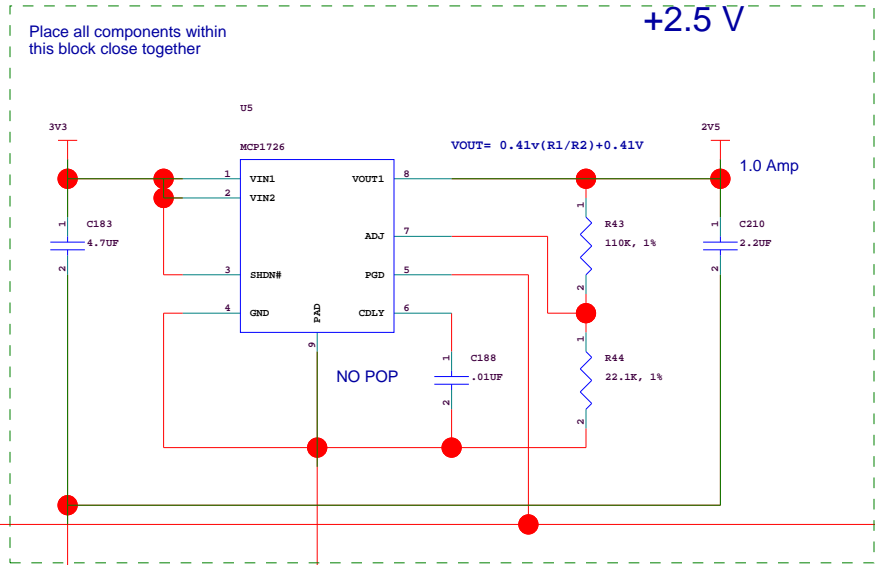 +2.5 V
Place all components within
this block close together
U5
3V3
2V5
MCP1726
VOUT= 0.41v(R1/R2)+0.41V
1.0 Amp
1 VIN1 VOUT1 8
2 VIN2
1 C183
4.7UF
2
ADJ 7
1
R43
110K, 1%
2
1 C210
2.2UF
2
3 SHDN# PGD 5
4 GND PAD CDLY 6
9
NO POP
1 C188
.01UF
2
1
R44
22.1K, 1%
2